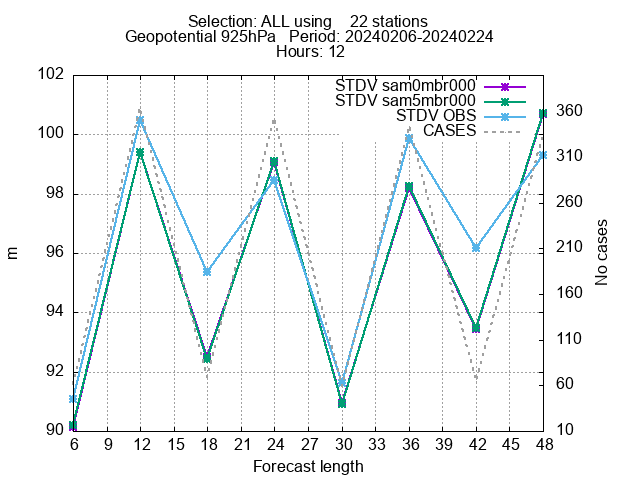 Selection: ALL using    22 stations
Geopotential 925hPa   Period: 20240206-20240224
Hours: 12
STDV sam0mbr000
STDV sam5mbr000
STDV OBS
CASES
102
100
98
96
94
92
90
m
360
310
260
210
160
110
60
10
No cases
6 9 12 15 18 21 24 27 30 33 36 39 42 45 48
Forecast length